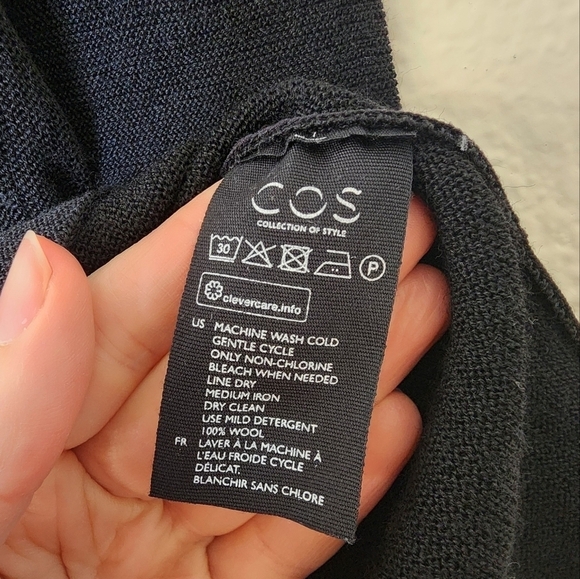 COS
COLLECTION OF STYLE
30 P
clevercare.info
US MACHINE WASH COLD
GENTLE CYCLE
ONLY NON-CHLORINE
BLEACH WHEN NEEDED
LINE DRY
MEDIUM IRON
DRY CLEAN
USE MILD DETERGENT
100% WOOL
FR LAVER À LA MACHINE À
L'EAU FROIDE CYCLE
DÉLICAT.
BLANCHIR SANS CHLORE